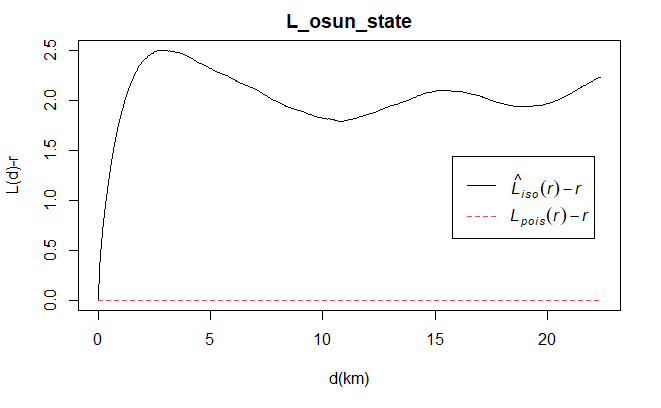 L_osun_state
L(d)-r
2.5
2.0
1.5
1.0
0.5
0.0
L̂iso(r) − r
Lpois(r) − r
0 5 10 15 20
d(km)